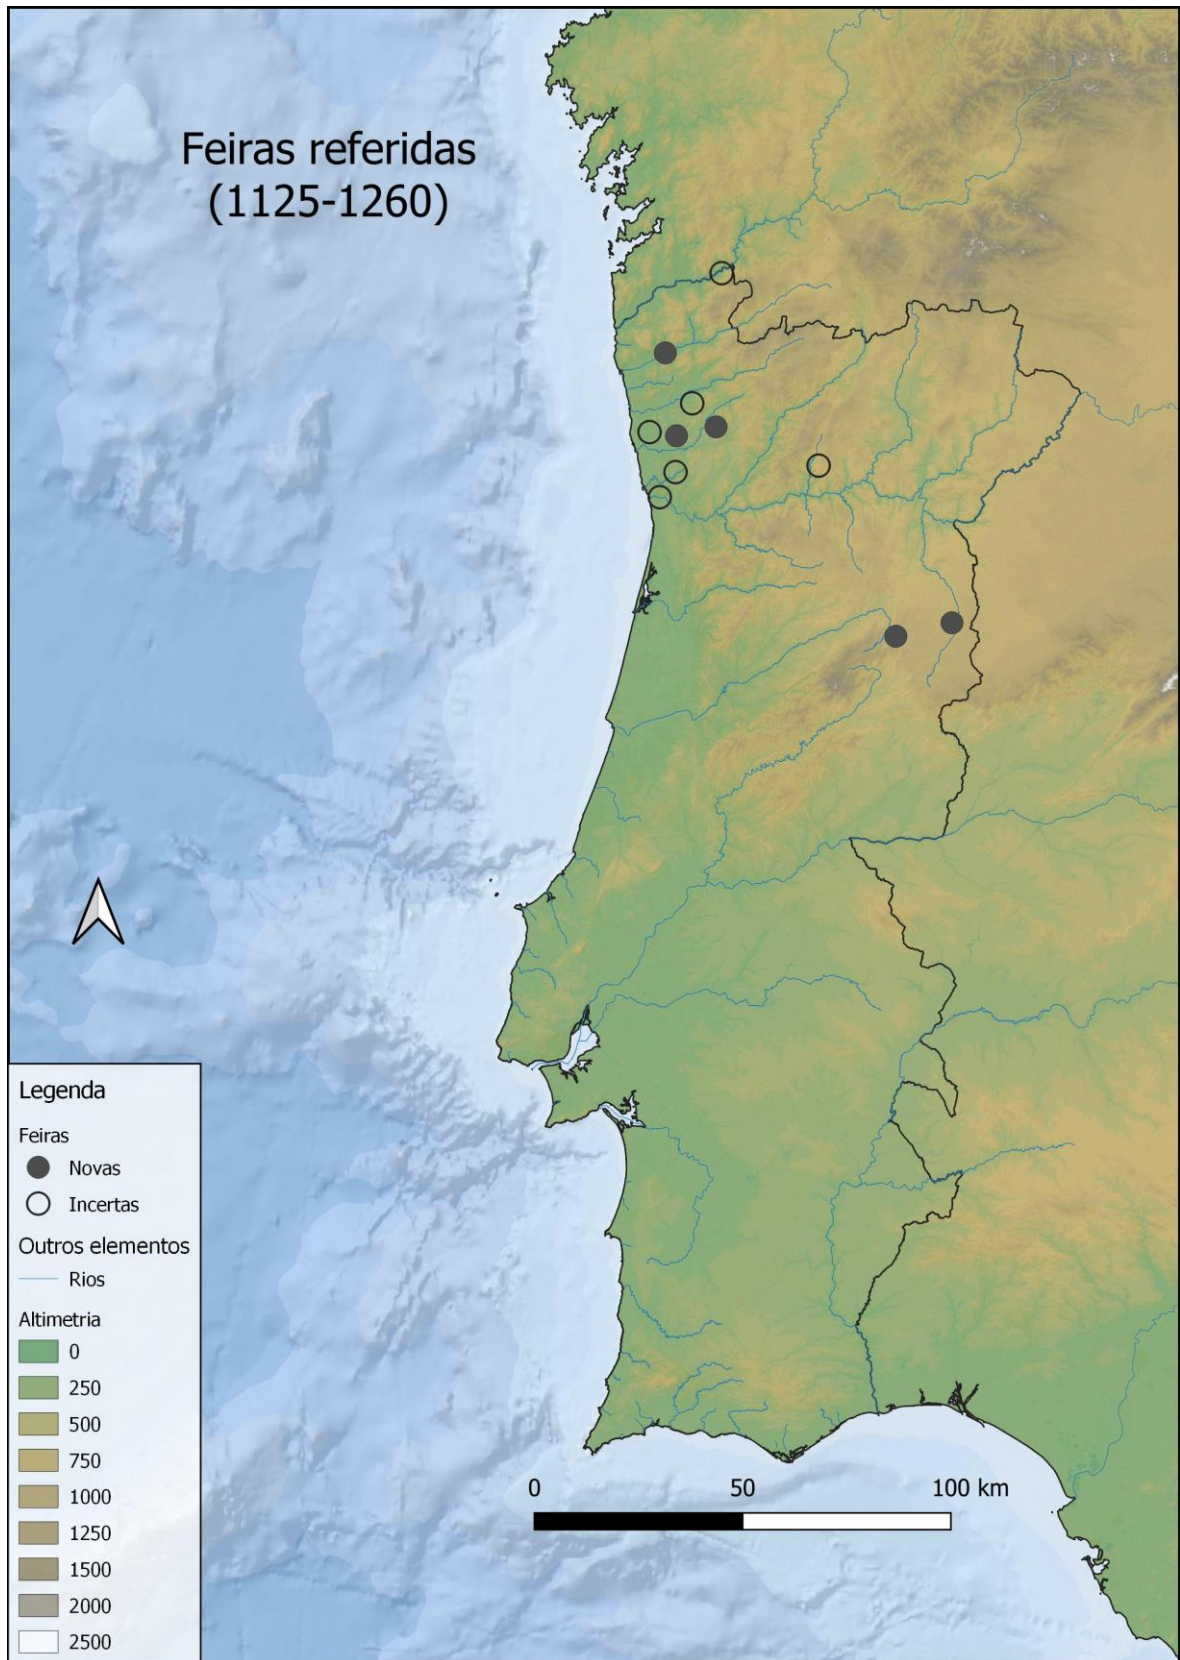 Feiras referidas
(1125-1260)
Legenda
Feiras
Novas
Incertas
Outros elementos
Rios
Altimetria
0
250
500
750
1000
1250
1500
2000
2500
0 50 100 km